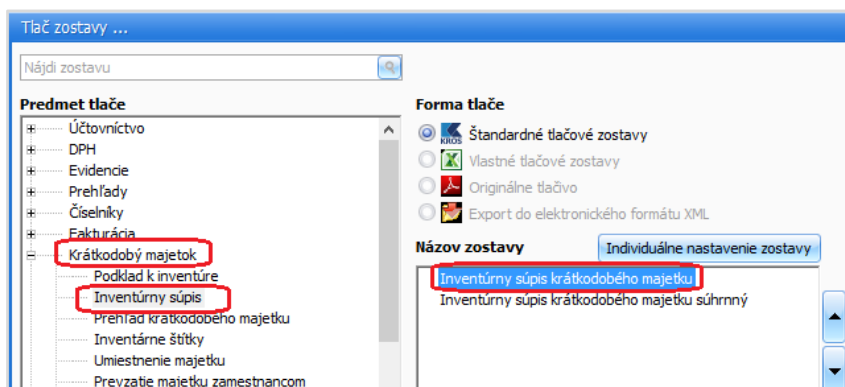 Tlač zostavy ...
Nájdi zostavu
Predmet tlače
Účtovníctvo
DPH
Evidencie
Prehľady
Číselníky
Fakturácia
Krátkodobý majetok
Podklad k inventúre
Inventúrny súpis
Prehľad krátkodobého majetku
Inventárne štítky
Umiestnenie majetku
Prevzatie majetku zamestnancom
Forma tlače
KROS Štandardné tlačové zostavy
Vlastné tlačové zostavy
Originálne tlačivo
Export do elektronického formátu XML
Názov zostavy Individuálne nastavenie zostavy
Inventúrny súpis krátkodobého majetku
Inventúrny súpis krátkodobého majetku súhrnný